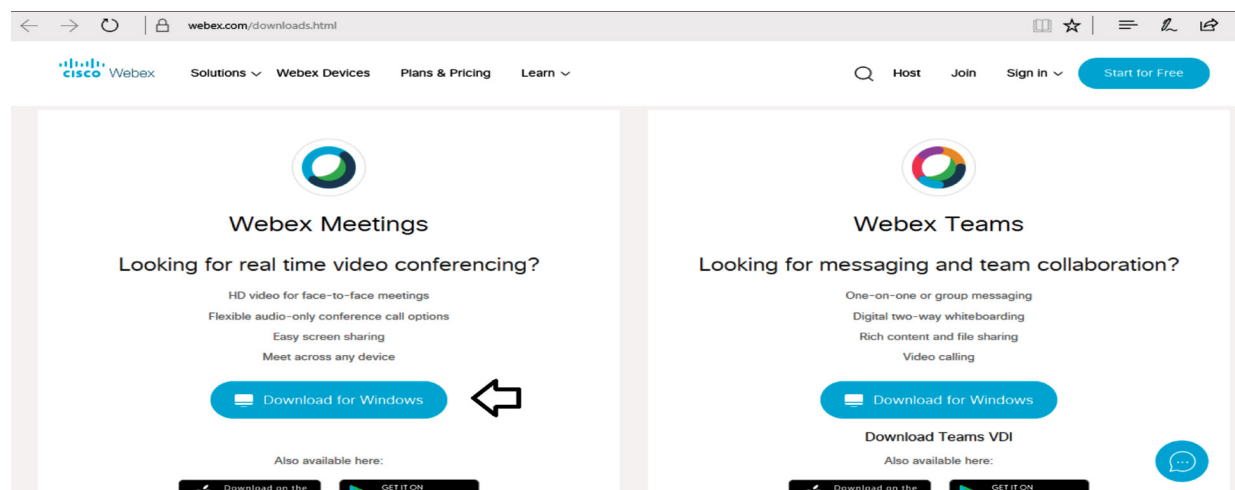 webex.com/downloads.html
CISCO Webex Solutions Webex Devices Plans & Pricing Learn Host Join Sign in Start for Free
Webex Meetings
Looking for real time video conferencing?
HD video for face-to-face meetings
Flexible audio-only conference call options
Easy screen sharing
Meet across any device
Download for Windows
Also available here:
Download on the GET IT ON
Webex Teams
Looking for messaging and team collaboration?
One-on-one or group messaging
Digital two-way whiteboarding
Rich content and file sharing
Video calling
Download for Windows
Download Teams VDI
Also available here:
Download on the GET IT ON